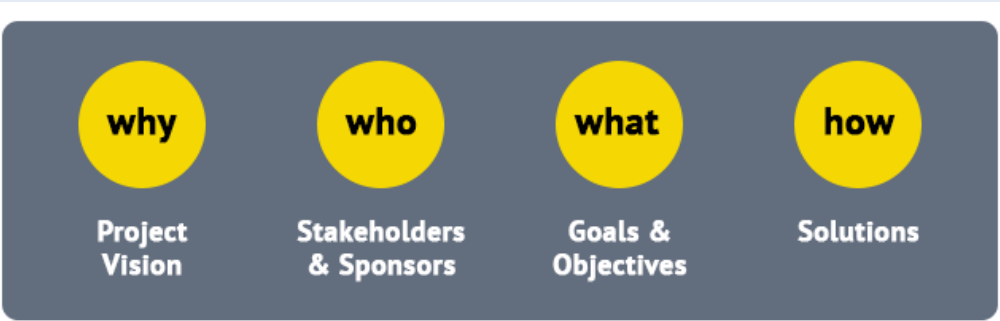 why
who
what
how
Project
Vision
Stakeholders
& Sponsors
Goals &
Objectives
Solutions